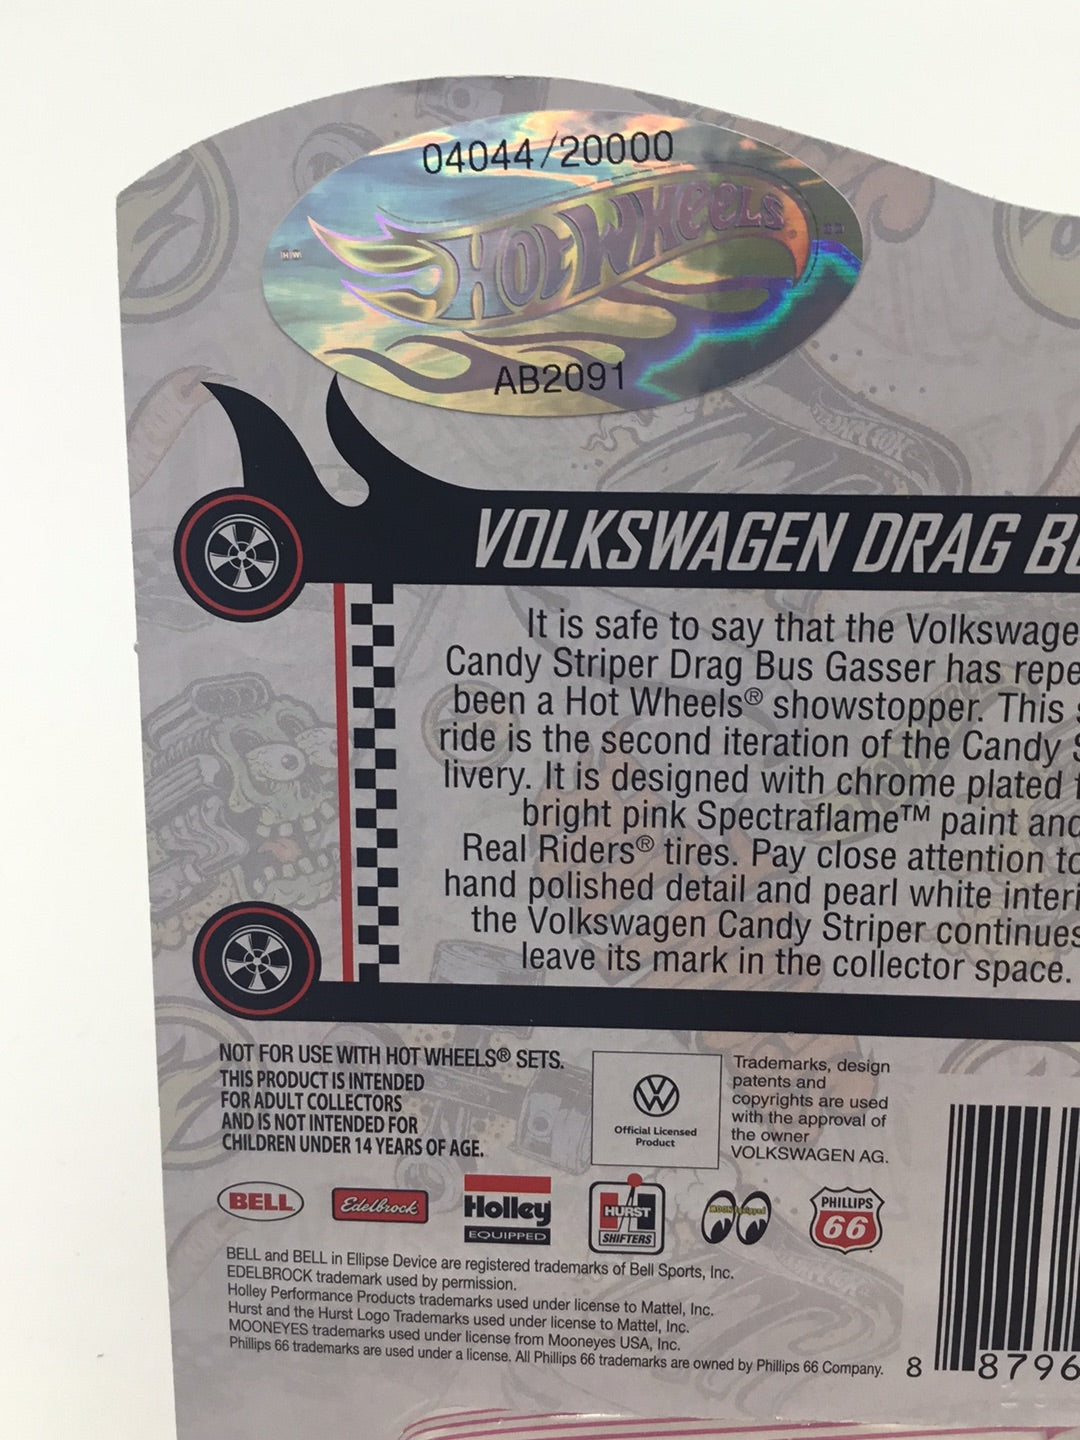 04044/20000
HOT WHEELS
HW
AB2091
VOLKSWAGEN DRAG
It is safe to say that the Volkswage
Candy Striper Drag Bus Gasser has repe
been a Hot Wheels® showstopper. This
ride is the second iteration of the Candy S
livery. It is designed with chrome plated
bright pink Spectraflame™ paint and
Real Riders® tires. Pay close attention to
hand polished detail and pearl white interi
the Volkswagen Candy Striper continues
leave its mark in the collector space.
NOT FOR USE WITH HOT WHEELS® SETS.
THIS PRODUCT IS INTENDED
FOR ADULT COLLECTORS
AND IS NOT INTENDED FOR
CHILDREN UNDER 14 YEARS OF AGE.
Official Licensed
Product
Trademarks, design
patents and
copyrights are used
with the approval of
the owner
VOLKSWAGEN AG.
BELL
Edelbrock
Holley
EQUIPPED
HURST
SHIFTERS
MOON Equipped
PHILLIPS
66
BELL and BELL in Ellipse Device are registered trademarks of Bell Sports, Inc.
EDELBROCK trademark used by permission.
Holley Performance Products trademarks used under license to Mattel, Inc.
Hurst and the Hurst Logo Trademarks used under license to Mattel, Inc.
MOONEYES trademarks used under license from Mooneyes USA, Inc.
Phillips 66 trademarks are used under a license. All Phillips 66 trademarks are owned by Phillips 66 Company.
8 8796